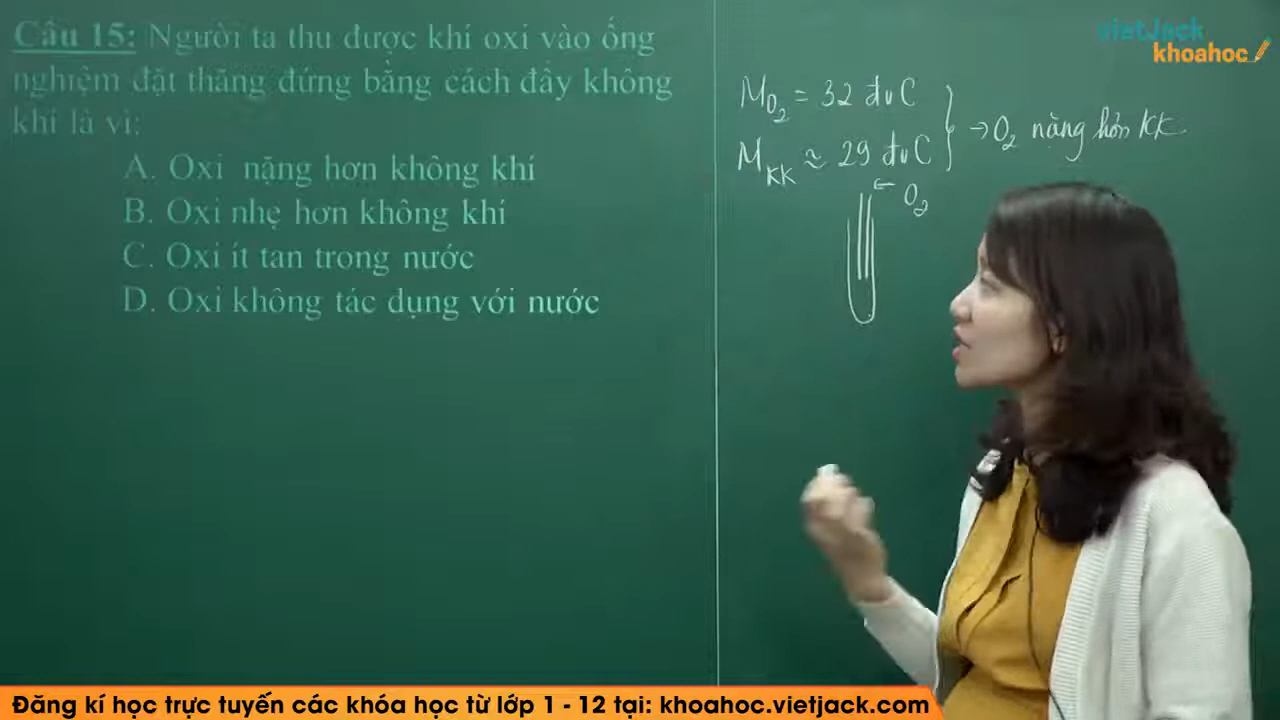 Câu 15: Người ta thu được khí oxi vào ống
nghiệm đặt thẳng đứng bằng cách đẩy không
khí là vì:
A. Oxi nặng hơn không khí
B. Oxi nhẹ hơn không khí
C. Oxi ít tan trong nước
D. Oxi không tác dụng với nước
M_O₂ = 32 đvC
M_KK ≈ 29 đvC
→ O₂ nặng hơn KK
← O₂
vietJack
khoahoc
Đăng kí học trực tuyến các khóa học từ lớp 1 - 12 tại: khoahoc.vietjack.com